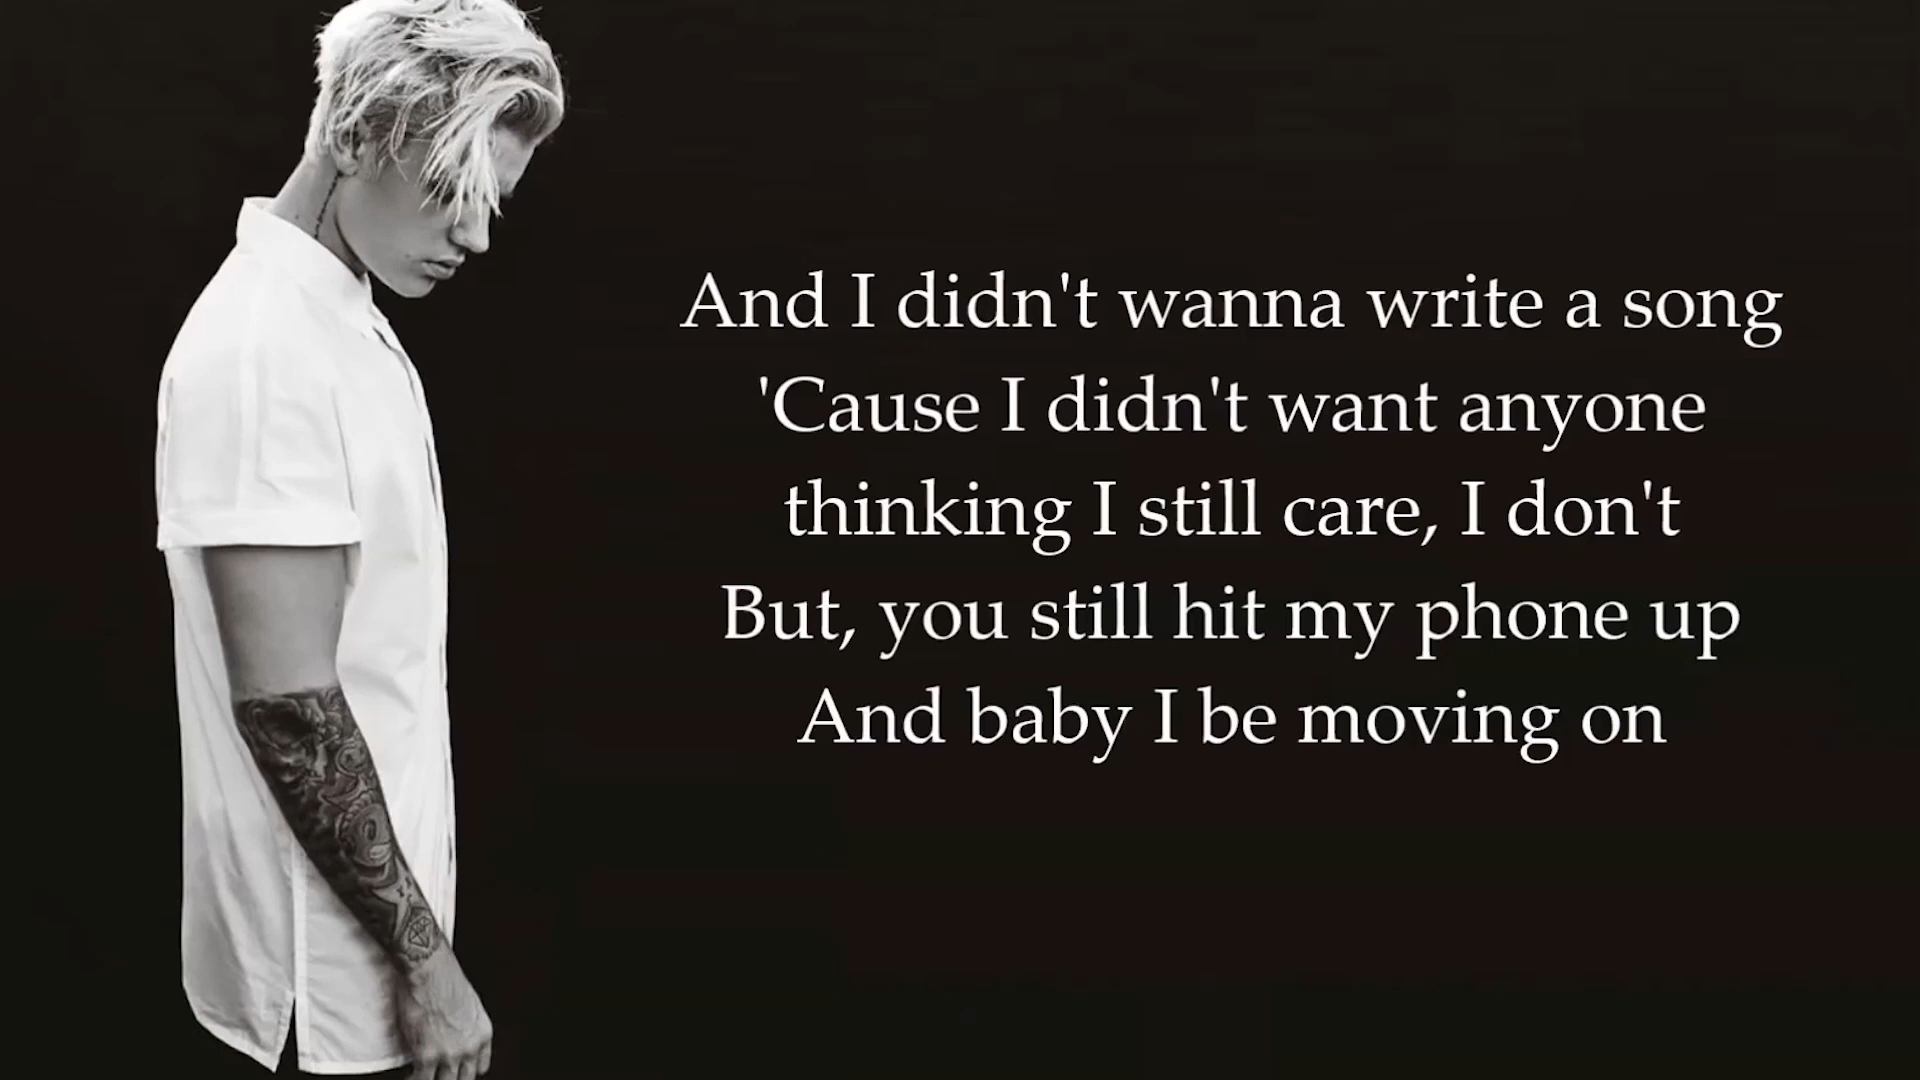 And I didn't wanna write a song
'Cause I didn't want anyone
thinking I still care, I don't
But, you still hit my phone up
And baby I be moving on